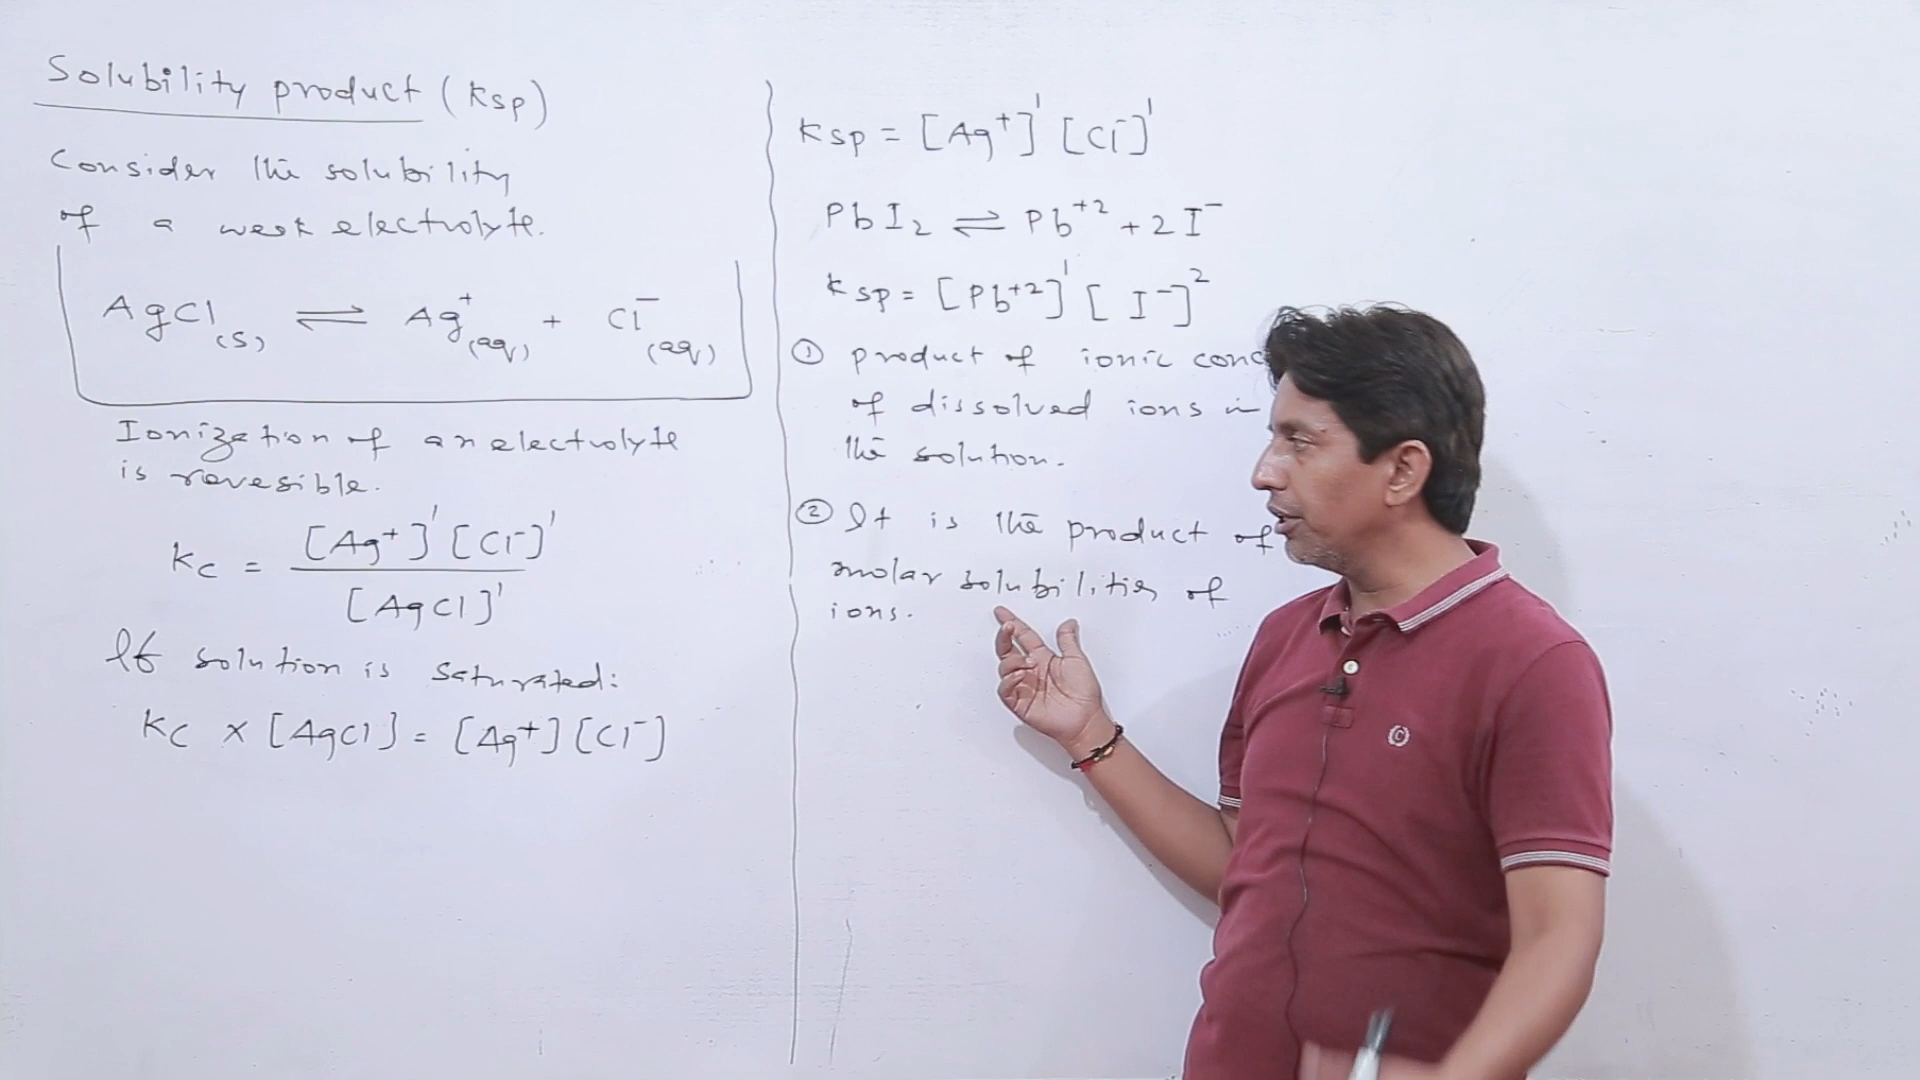 Solubility product (Ksp)
Consider the solubility
of a weak electrolyte.
AgCl(s) ⇌ Ag⁺(aq) + Cl⁻(aq)
Ionization of an electrolyte
is revesible.
Kc = [Ag⁺]¹ [Cl⁻]¹
[AgCl]¹
If solution is saturated:
Kc × [AgCl] = [Ag⁺] [Cl⁻]
Ksp = [Ag⁺]¹ [Cl⁻]¹
PbI₂ ⇌ Pb⁺² + 2I⁻
Ksp = [Pb⁺²]¹ [I⁻]²
① product of ionic conc
of dissolved ions in
the solution.
② It is the product of
molar solubilities of
ions.